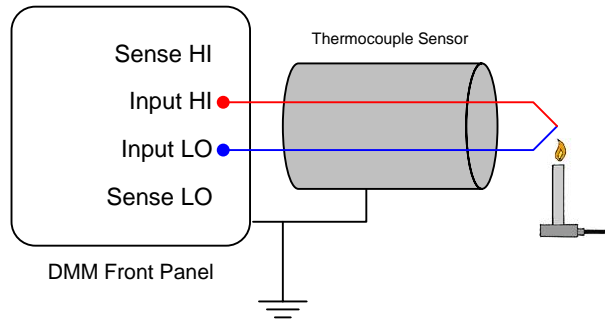 Thermocouple Sensor
Sense HI
Input HI
Input LO
Sense LO
DMM Front Panel